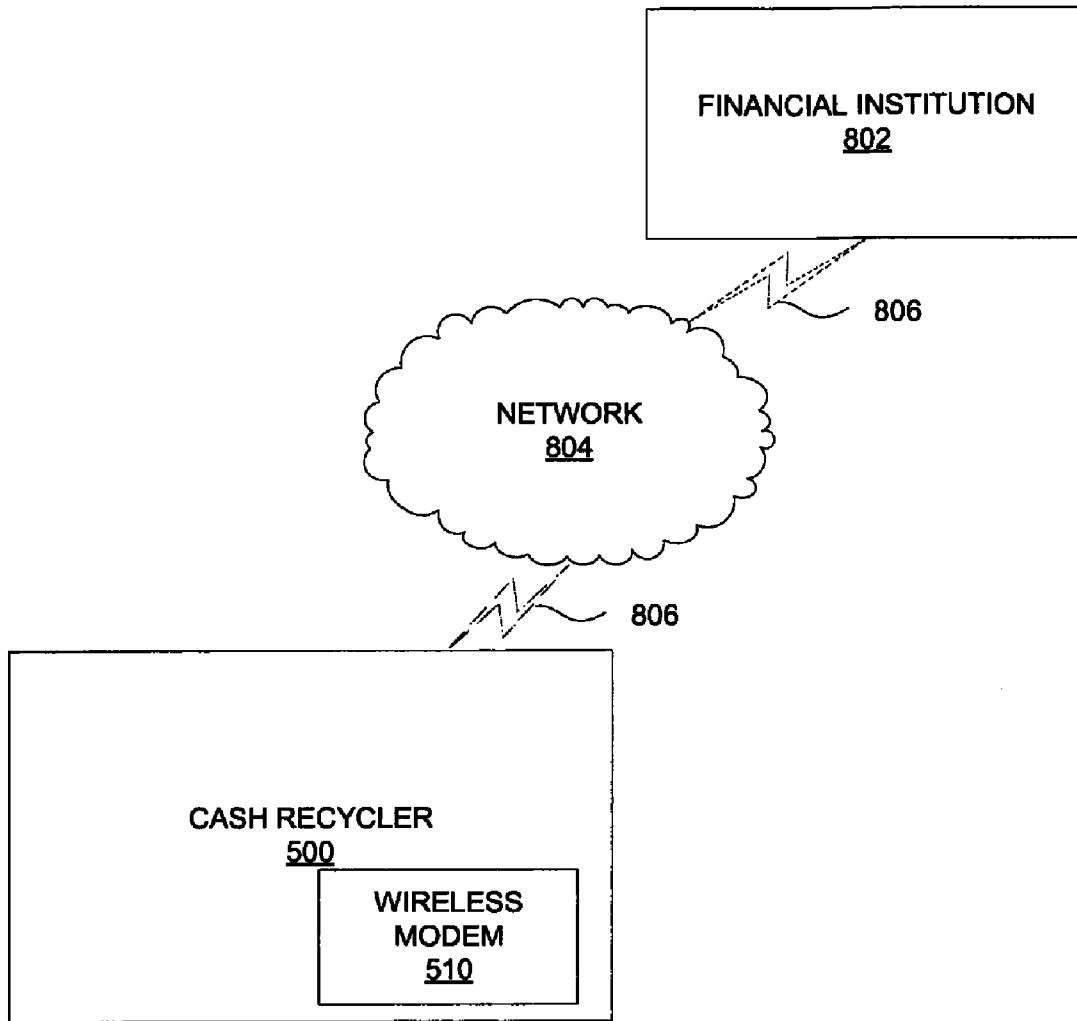 FINANCIAL INSTITUTION
802
806
NETWORK
804
806
CASH RECYCLER
500
WIRELESS
MODEM
510